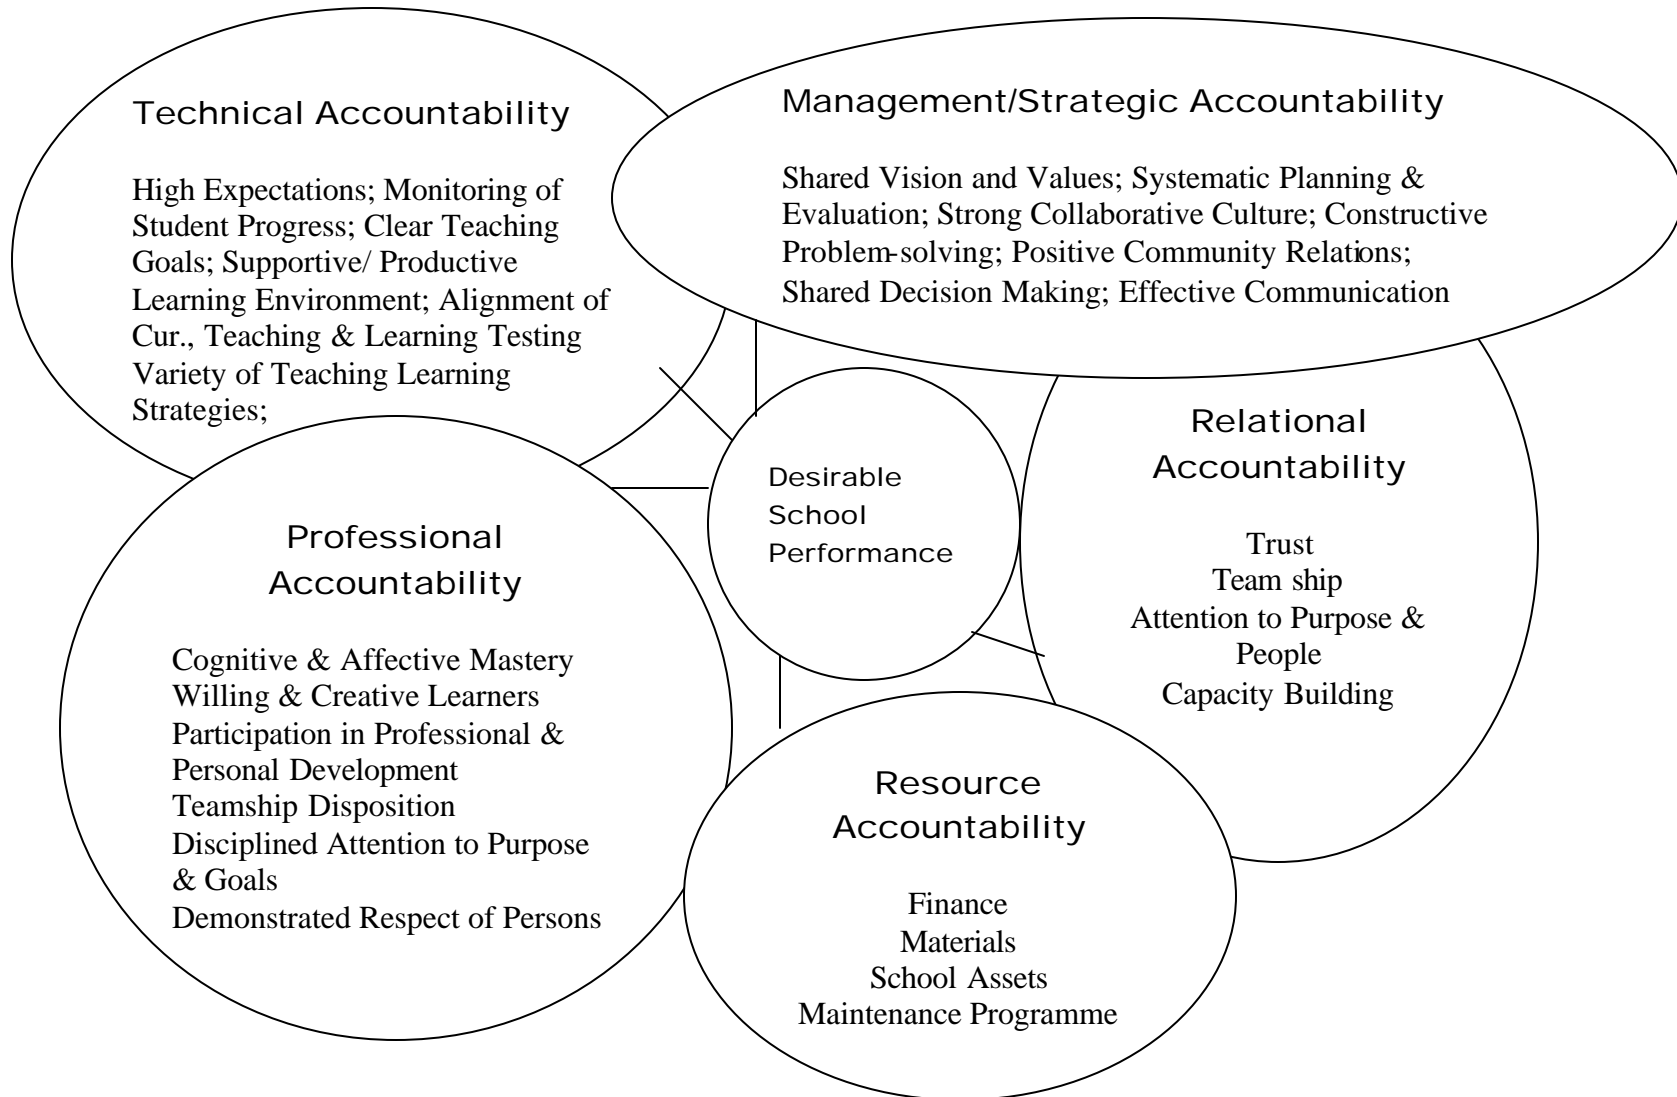 Technical Accountability
High Expectations; Monitoring of
Student Progress; Clear Teaching
Goals; Supportive/ Productive
Learning Environment; Alignment of
Cur., Teaching & Learning Testing
Variety of Teaching Learning
Strategies;
Management/Strategic Accountability
Shared Vision and Values; Systematic Planning &
Evaluation; Strong Collaborative Culture; Constructive
Problem-solving; Positive Community Relations;
Shared Decision Making; Effective Communication
Desirable
School
Performance
Relational
Accountability
Trust
Team ship
Attention to Purpose &
People
Capacity Building
Professional
Accountability
Cognitive & Affective Mastery
Willing & Creative Learners
Participation in Professional &
Personal Development
Teamship Disposition
Disciplined Attention to Purpose
& Goals
Demonstrated Respect of Persons
Resource
Accountability
Finance
Materials
School Assets
Maintenance Programme